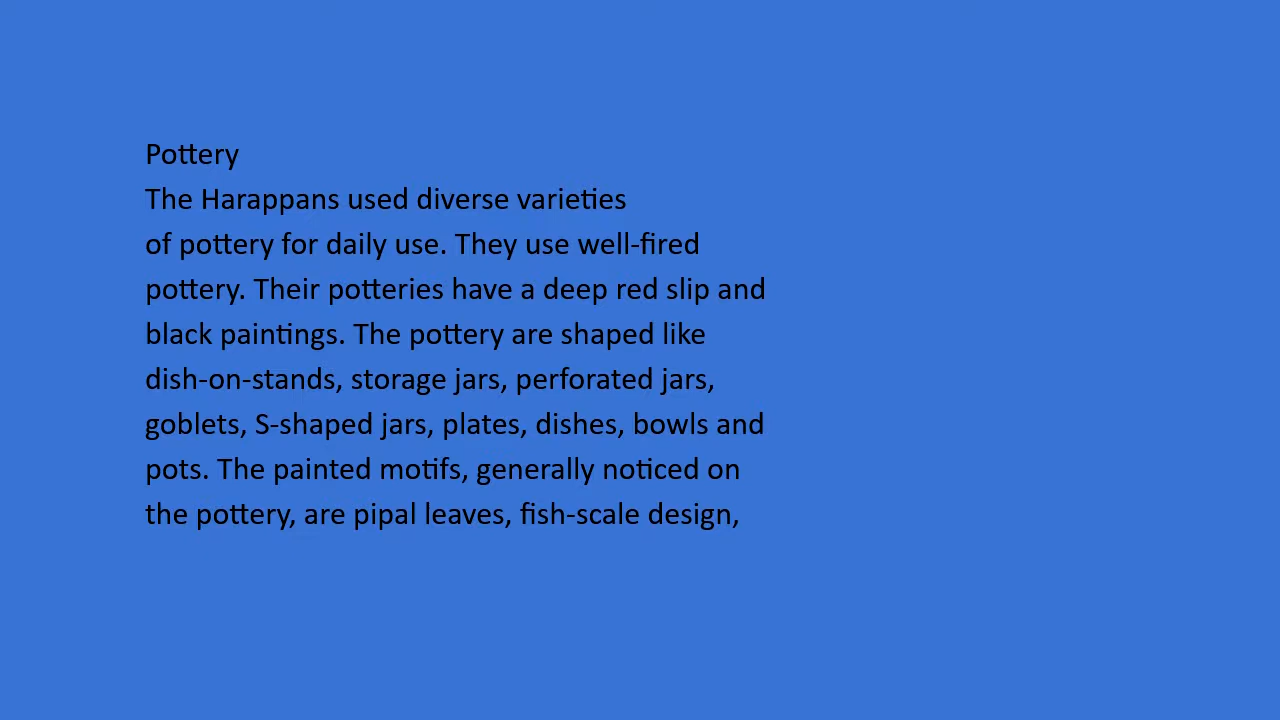 Pottery
The Harappans used diverse varieties
of pottery for daily use. They use well-fired
pottery. Their potteries have a deep red slip and
black paintings. The pottery are shaped like
dish-on-stands, storage jars, perforated jars,
goblets, S-shaped jars, plates, dishes, bowls and
pots. The painted motifs, generally noticed on
the pottery, are pipal leaves, fish-scale design,